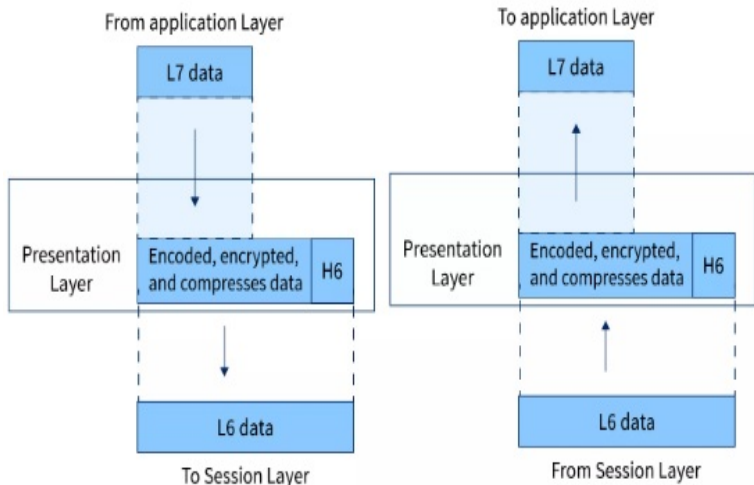 From application Layer
L7 data
Presentation
Layer
Encoded, encrypted,
and compresses data
H6
L6 data
To Session Layer
To application Layer
L7 data
Presentation
Layer
Encoded, encrypted,
and compresses data
H6
L6 data
From Session Layer